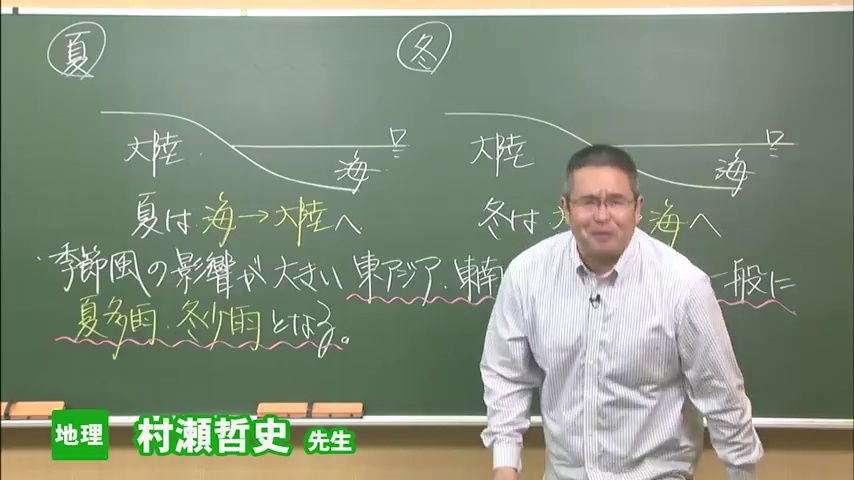 夏
冬
大陸
海
大陸
海
夏は 海→大陸へ
冬は 海へ
季節風の影響が大きい 東アジア・東南 一般に
夏多雨・冬少雨となる。
地理 村瀬哲史 先生